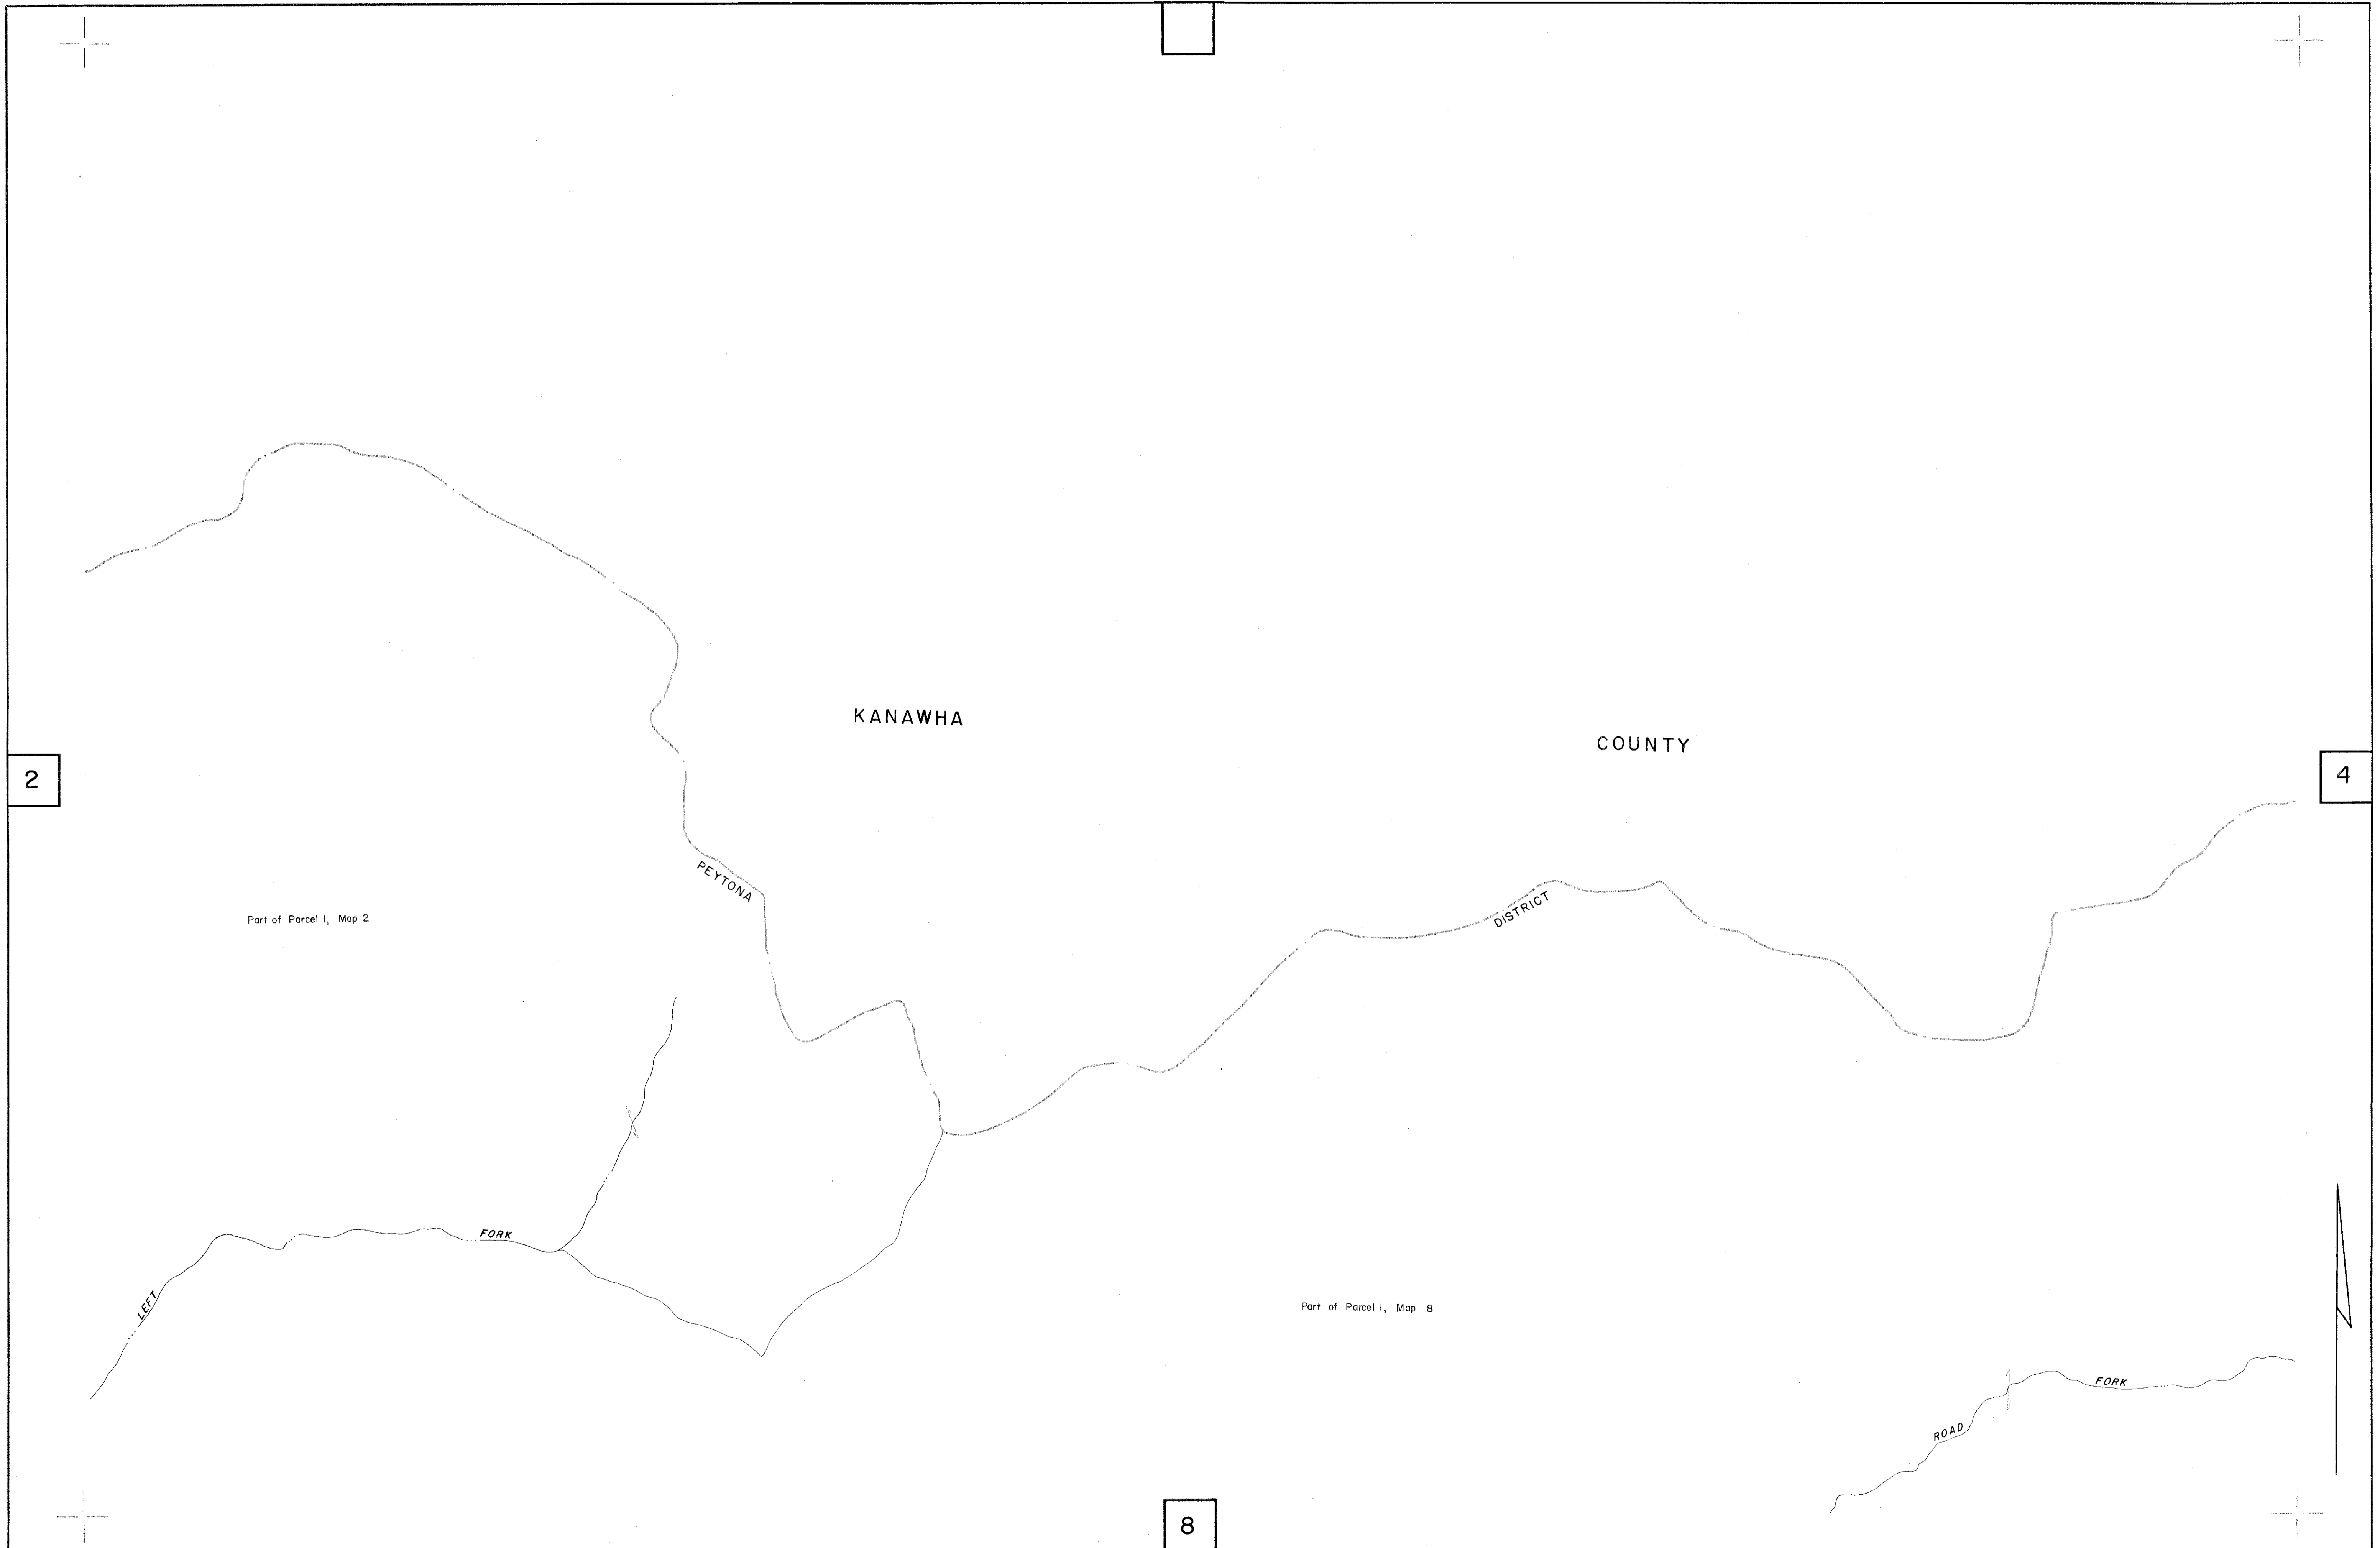 KANAWHA
COUNTY
2
4
PEYTONA
DISTRICT
Part of Parcel 1, Map 2
FORK
LEFT
Part of Parcel 1, Map 8
FORK
ROAD
8